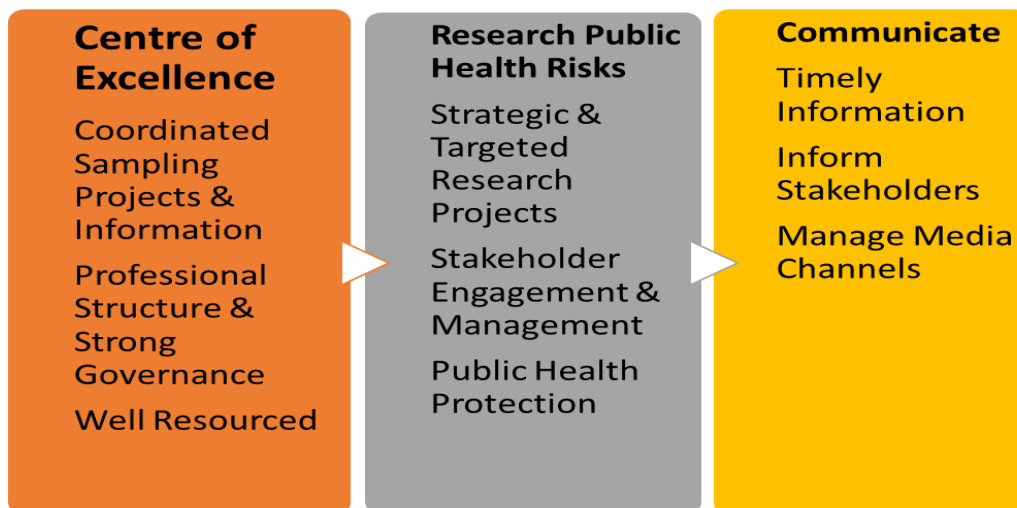 Centre of
Excellence
Coordinated
Sampling
Projects &
Information
Professional
Structure &
Strong
Governance
Well Resourced
Research Public
Health Risks
Strategic &
Targeted
Research
Projects
Stakeholder
Engagement &
Management
Public Health
Protection
Communicate
Timely
Information
Inform
Stakeholders
Manage Media
Channels